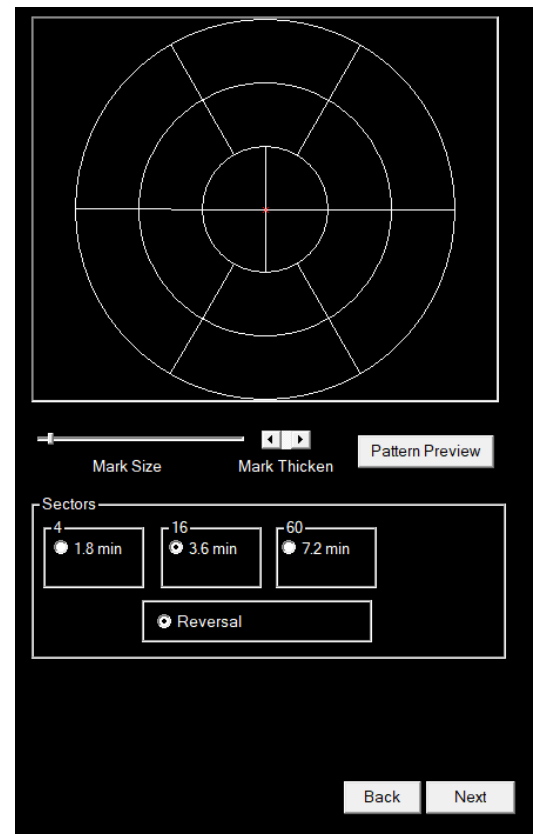 Mark Size
Mark Thicken
Pattern Preview
Sectors
4
1.8 min
16
3.6 min
60
7.2 min
Reversal
Back
Next